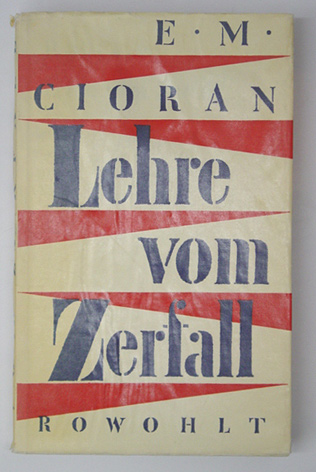 E · M ·
CIORAN
Lehre
vom
Zerfall
ROWOHLT